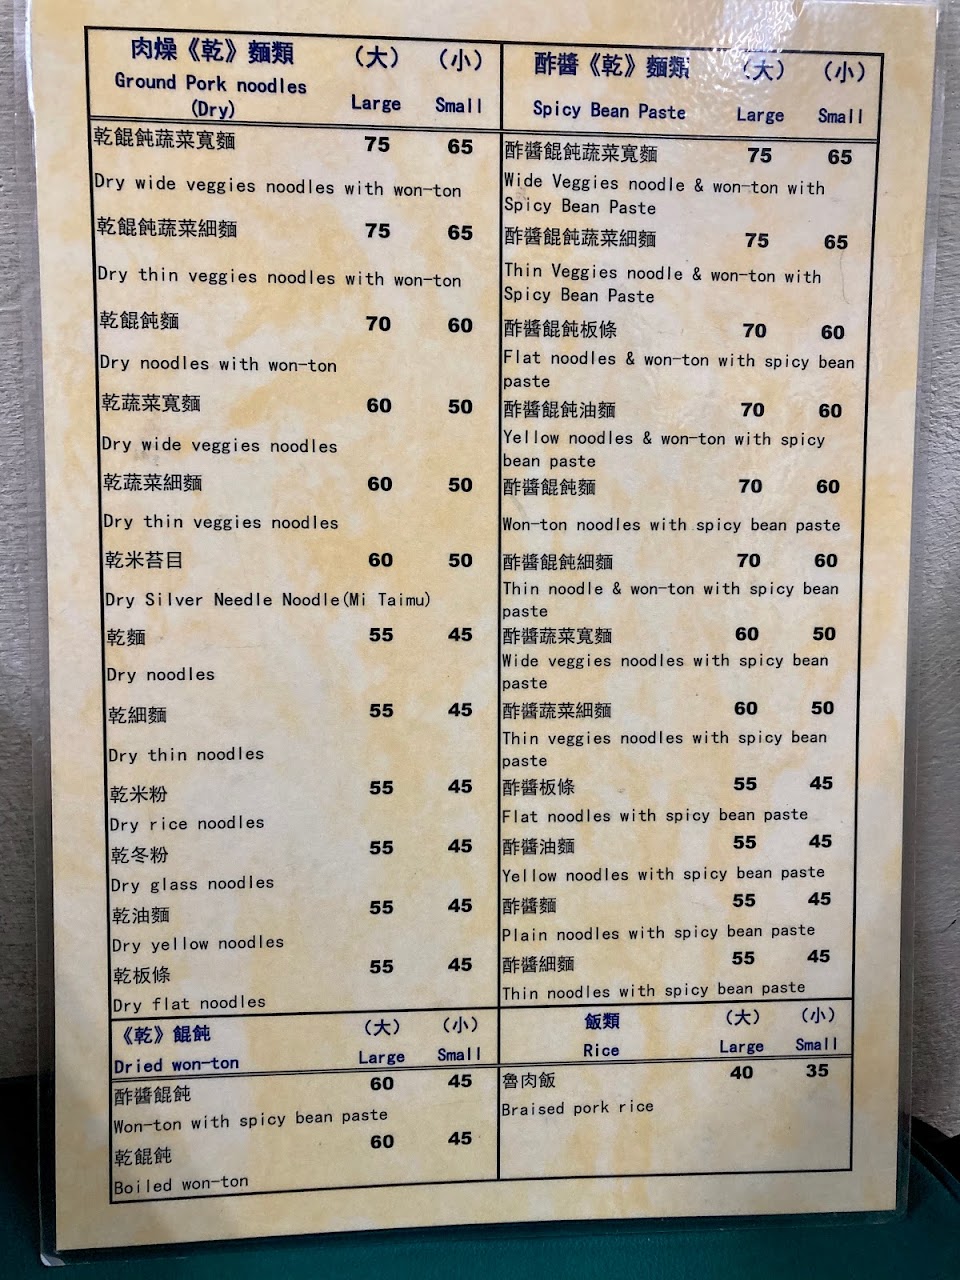 肉燥《乾》麵類 （大） （小）
Ground Pork noodles
(Dry) Large Small
乾餛飩蔬菜寬麵 75 65
Dry wide veggies noodles with won-ton
乾餛飩蔬菜細麵 75 65
Dry thin veggies noodles with won-ton
乾餛飩麵 70 60
Dry noodles with won-ton
乾蔬菜寬麵 60 50
Dry wide veggies noodles
乾蔬菜細麵 60 50
Dry thin veggies noodles
乾米苔目 60 50
Dry Silver Needle Noodle(Mi Taimu)
乾麵 55 45
Dry noodles
乾細麵 55 45
Dry thin noodles
乾米粉 55 45
Dry rice noodles
乾冬粉 55 45
Dry glass noodles
乾油麵 55 45
Dry yellow noodles
乾板條 55 45
Dry flat noodles
《乾》餛飩 （大） （小）
Dried won-ton Large Small
酢醬餛飩 60 45
Won-ton with spicy bean paste
乾餛飩 60 45
Boiled won-ton
酢醬《乾》麵類 （大） （小）
Spicy Bean Paste Large Small
酢醬餛飩蔬菜寬麵 75 65
Wide Veggies noodle & won-ton with
Spicy Bean Paste
酢醬餛飩蔬菜細麵 75 65
Thin Veggies noodle & won-ton with
Spicy Bean Paste
酢醬餛飩板條 70 60
Flat noodles & won-ton with spicy bean
paste
酢醬餛飩油麵 70 60
Yellow noodles & won-ton with spicy
bean paste
酢醬餛飩麵 70 60
Won-ton noodles with spicy bean paste
酢醬餛飩細麵 70 60
Thin noodle & won-ton with spicy bean
paste
酢醬蔬菜寬麵 60 50
Wide veggies noodles with spicy bean
paste
酢醬蔬菜細麵 60 50
Thin veggies noodles with spicy bean
paste
酢醬板條 55 45
Flat noodles with spicy bean paste
酢醬油麵 55 45
Yellow noodles with spicy bean paste
酢醬麵 55 45
Plain noodles with spicy bean paste
酢醬細麵 55 45
Thin noodles with spicy bean paste
飯類 （大） （小）
Rice Large Small
魯肉飯 40 35
Braised pork rice